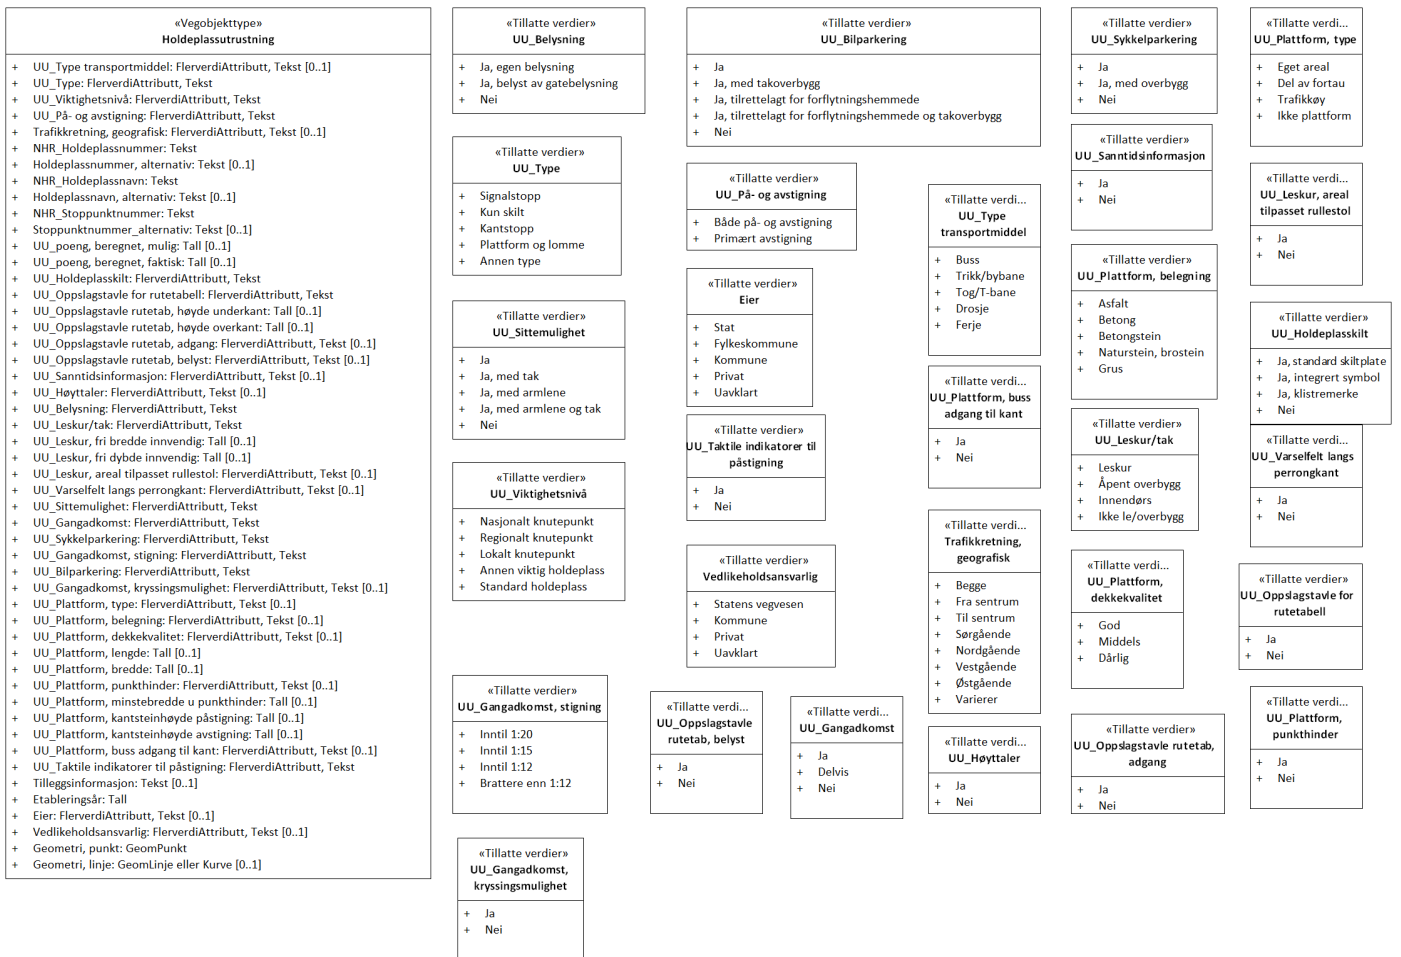 «Vegobjekttype»
Holdeplassutrustning
+ UU_Type transportmiddel: FlerverdiAttributt, Tekst [0..1]
+ UU_Type: FlerverdiAttributt, Tekst
+ UU_Viktighetsnivå: FlerverdiAttributt, Tekst
+ UU_På- og avstigning: FlerverdiAttributt, Tekst
+ Trafikkretning, geografisk: FlerverdiAttributt, Tekst [0..1]
+ NHR_Holdeplassnummer: Tekst
+ Holdeplassnummer, alternativ: Tekst [0..1]
+ NHR_Holdeplassnavn: Tekst
+ Holdeplassnavn, alternativ: Tekst [0..1]
+ NHR_Stoppunktnummer: Tekst
+ Stoppunktnummer_alternativ: Tekst [0..1]
+ UU_poeng, beregnet, mulig: Tall [0..1]
+ UU_poeng, beregnet, faktisk: Tall [0..1]
+ UU_Holdeplasskilt: FlerverdiAttributt, Tekst
+ UU_Oppslagstavle for rutetabell: FlerverdiAttributt, Tekst
+ UU_Oppslagstavle rutetab, høyde underkant: Tall [0..1]
+ UU_Oppslagstavle rutetab, høyde overkant: Tall [0..1]
+ UU_Oppslagstavle rutetab, adgang: FlerverdiAttributt, Tekst [0..1]
+ UU_Oppslagstavle rutetab, belyst: FlerverdiAttributt, Tekst [0..1]
+ UU_Sanntidsinformasjon: FlerverdiAttributt, Tekst [0..1]
+ UU_Høyttaler: FlerverdiAttributt, Tekst [0..1]
+ UU_Belysning: FlerverdiAttributt, Tekst
+ UU_Leskur/tak: FlerverdiAttributt, Tekst
+ UU_Leskur, fri bredde innvendig: Tall [0..1]
+ UU_Leskur, fri dybde innvendig: Tall [0..1]
+ UU_Leskur, areal tilpasset rullestol: FlerverdiAttributt, Tekst [0..1]
+ UU_Varselfelt langs perrongkant: FlerverdiAttributt, Tekst [0..1]
+ UU_Sittemulighet: FlerverdiAttributt, Tekst
+ UU_Gangadkomst: FlerverdiAttributt, Tekst
+ UU_Sykkelparkering: FlerverdiAttributt, Tekst
+ UU_Gangadkomst, stigning: FlerverdiAttributt, Tekst
+ UU_Bilparkering: FlerverdiAttributt, Tekst
+ UU_Gangadkomst, kryssingsmulighet: FlerverdiAttributt, Tekst [0..1]
+ UU_Plattform, type: FlerverdiAttributt, Tekst [0..1]
+ UU_Plattform, belegning: FlerverdiAttributt, Tekst [0..1]
+ UU_Plattform, dekkekvalitet: FlerverdiAttributt, Tekst [0..1]
+ UU_Plattform, lengde: Tall [0..1]
+ UU_Plattform, bredde: Tall [0..1]
+ UU_Plattform, punkthinder: FlerverdiAttributt, Tekst [0..1]
+ UU_Plattform, minstebredde u punkthinder: Tall [0..1]
+ UU_Plattform, kantsteinhøyde påstigning: Tall [0..1]
+ UU_Plattform, kantsteinhøyde avstigning: Tall [0..1]
+ UU_Plattform, buss adgang til kant: FlerverdiAttributt, Tekst [0..1]
+ UU_Taktile indikatorer til påstigning: FlerverdiAttributt, Tekst
+ Tilleggsinformasjon: Tekst [0..1]
+ Etableringsår: Tall
+ Eier: FlerverdiAttributt, Tekst [0..1]
+ Vedlikeholdsansvarlig: FlerverdiAttributt, Tekst [0..1]
+ Geometri, punkt: GeomPunkt
+ Geometri, linje: GeomLinje eller Kurve [0..1]
«Tillatte verdier»
UU_Belysning
+ Ja, egen belysning
+ Ja, belyst av gatebelysning
+ Nei
«Tillatte verdier»
UU_Type
+ Signalstopp
+ Kun skilt
+ Kantstopp
+ Plattform og lomme
+ Annen type
«Tillatte verdier»
UU_Sittemulighet
+ Ja
+ Ja, med tak
+ Ja, med armlene
+ Ja, med armlene og tak
+ Nei
«Tillatte verdier»
UU_Viktighetsnivå
+ Nasjonalt knutepunkt
+ Regionalt knutepunkt
+ Lokalt knutepunkt
+ Annen viktig holdeplass
+ Standard holdeplass
«Tillatte verdier»
UU_Gangadkomst, stigning
+ Inntil 1:20
+ Inntil 1:15
+ Inntil 1:12
+ Brattere enn 1:12
«Tillatte verdier»
UU_Gangadkomst,
kryssingsmulighet
+ Ja
+ Nei
«Tillatte verdier»
UU_Bilparkering
+ Ja
+ Ja, med takoverbygg
+ Ja, tilrettelagt for forflytningshemmede
+ Ja, tilrettelagt for forflytningshemmede og takoverbygg
+ Nei
«Tillatte verdier»
UU_På- og avstigning
+ Både på- og avstigning
+ Primært avstigning
«Tillatte verdier»
Eier
+ Stat
+ Fylkeskommune
+ Kommune
+ Privat
+ Uavklart
«Tillatte verdier»
UU_Taktile indikatorer til
påstigning
+ Ja
+ Nei
«Tillatte verdier»
Vedlikeholdsansvarlig
+ Statens vegvesen
+ Kommune
+ Privat
+ Uavklart
«Tillatte verdi...
UU_Oppslagstavle
rutetab, belyst
+ Ja
+ Nei
«Tillatte verdi...
UU_Gangadkomst
+ Ja
+ Delvis
+ Nei
«Tillatte verdi...
UU_Type
transportmiddel
+ Buss
+ Trikk/bybane
+ Tog/T-bane
+ Drosje
+ Ferje
«Tillatte verdi...
UU_Plattform, buss
adgang til kant
+ Ja
+ Nei
«Tillatte verdi...
Trafikkretning,
geografisk
+ Begge
+ Fra sentrum
+ Til sentrum
+ Sørgående
+ Nordgående
+ Vestgående
+ Østgående
+ Varierer
«Tillatte verdi...
UU_Høyttaler
+ Ja
+ Nei
«Tillatte verdier»
UU_Sykkelparkering
+ Ja
+ Ja, med overbygg
+ Nei
«Tillatte verdier»
UU_Sanntidsinformasjon
+ Ja
+ Nei
«Tillatte verdier»
UU_Plattform, belegning
+ Asfalt
+ Betong
+ Betongstein
+ Naturstein, brostein
+ Grus
«Tillatte verdier»
UU_Leskur/tak
+ Leskur
+ Åpent overbygg
+ Innendørs
+ Ikke le/overbygg
«Tillatte verdi...
UU_Plattform,
dekkekvalitet
+ God
+ Middels
+ Dårlig
«Tillatte verdier»
UU_Oppslagstavle rutetab,
adgang
+ Ja
+ Nei
«Tillatte verdi...
UU_Plattform, type
+ Eget areal
+ Del av fortau
+ Trafikkøy
+ Ikke plattform
«Tillatte verdi...
UU_Leskur, areal
tilpasset rullestol
+ Ja
+ Nei
«Tillatte verdier»
UU_Holdeplasskilt
+ Ja, standard skiltplate
+ Ja, integrert symbol
+ Ja, klistremerke
+ Nei
«Tillatte verdi...
UU_Varselfelt langs
perrongkant
+ Ja
+ Nei
«Tillatte verdier»
UU_Oppslagstavle for
rutetabell
+ Ja
+ Nei
«Tillatte verdi...
UU_Plattform,
punkthinder
+ Ja
+ Nei